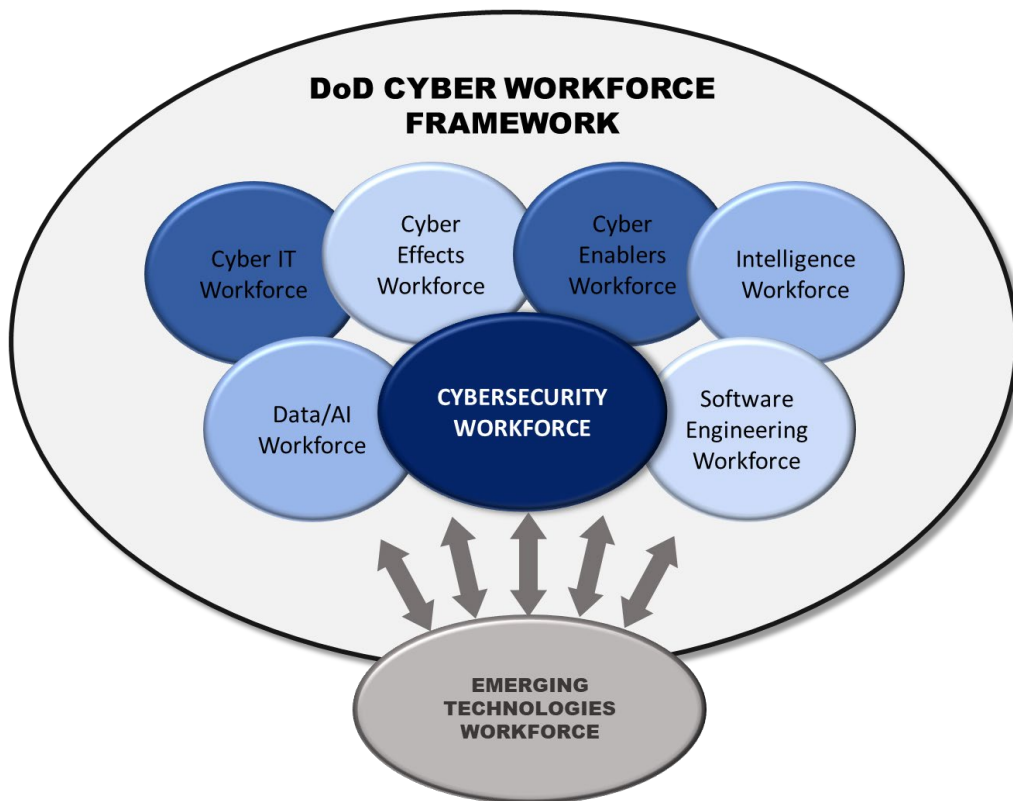 DoD CYBER WORKFORCE
FRAMEWORK
Cyber IT
Workforce
Cyber
Effects
Workforce
Cyber
Enablers
Workforce
Intelligence
Workforce
Data/AI
Workforce
CYBERSECURITY
WORKFORCE
Software
Engineering
Workforce
EMERGING
TECHNOLOGIES
WORKFORCE